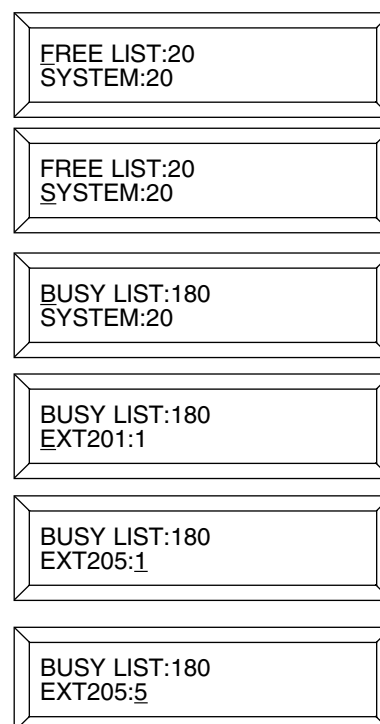 FREE LIST:20
SYSTEM:20
FREE LIST:20
SYSTEM:20
BUSY LIST:180
SYSTEM:20
BUSY LIST:180
EXT201:1
BUSY LIST:180
EXT205:1
BUSY LIST:180
EXT205:5